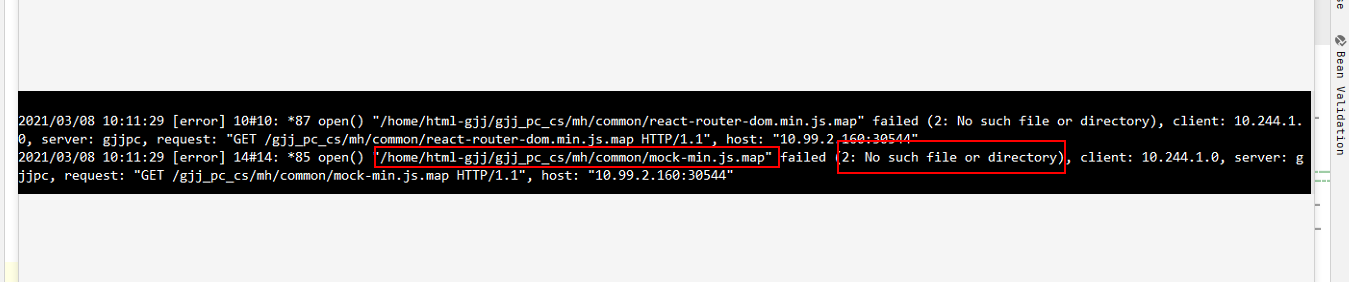 se
Bean Validation
2021/03/08 10:11:29 [error] 10#10: *87 open() "/home/html-gjj/gjj_pc_cs/mh/common/react-router-dom.min.js.map" failed (2: No such file or directory), client: 10.244.1.
0, server: gjjpc, request: "GET /gjj_pc_cs/mh/common/react-router-dom.min.js.map HTTP/1.1", host: "10.99.2.160:30544"
2021/03/08 10:11:29 [error] 14#14: *85 open() "/home/html-gjj/gjj_pc_cs/mh/common/mock-min.js.map" failed (2: No such file or directory), client: 10.244.1.0, server: g
jjpc, request: "GET /gjj_pc_cs/mh/common/mock-min.js.map HTTP/1.1", host: "10.99.2.160:30544"